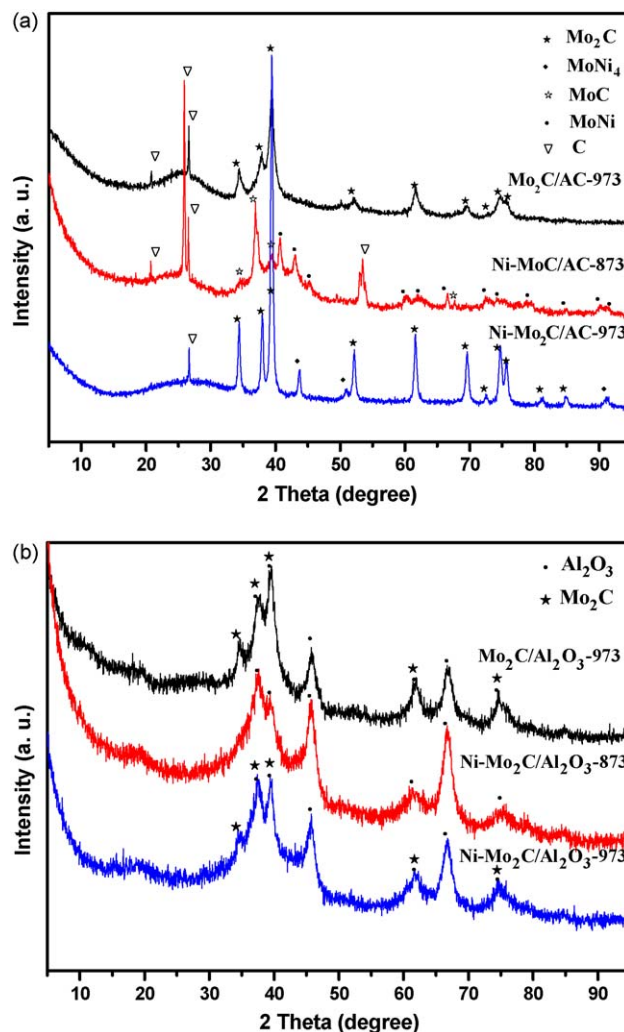 (a)
★ Mo₂C
◆ MoNi₄
☆ MoC
• MoNi
▽ C
Mo₂C/AC-973
Ni-MoC/AC-873
Ni-Mo₂C/AC-973
Intensity (a. u.)
10 20 30 40 50 60 70 80 90
2 Theta (degree)
(b)
• Al₂O₃
★ Mo₂C
Mo₂C/Al₂O₃-973
Ni-Mo₂C/Al₂O₃-873
Ni-Mo₂C/Al₂O₃-973
Intensity (a. u.)
10 20 30 40 50 60 70 80 90
2 Theta (degree)